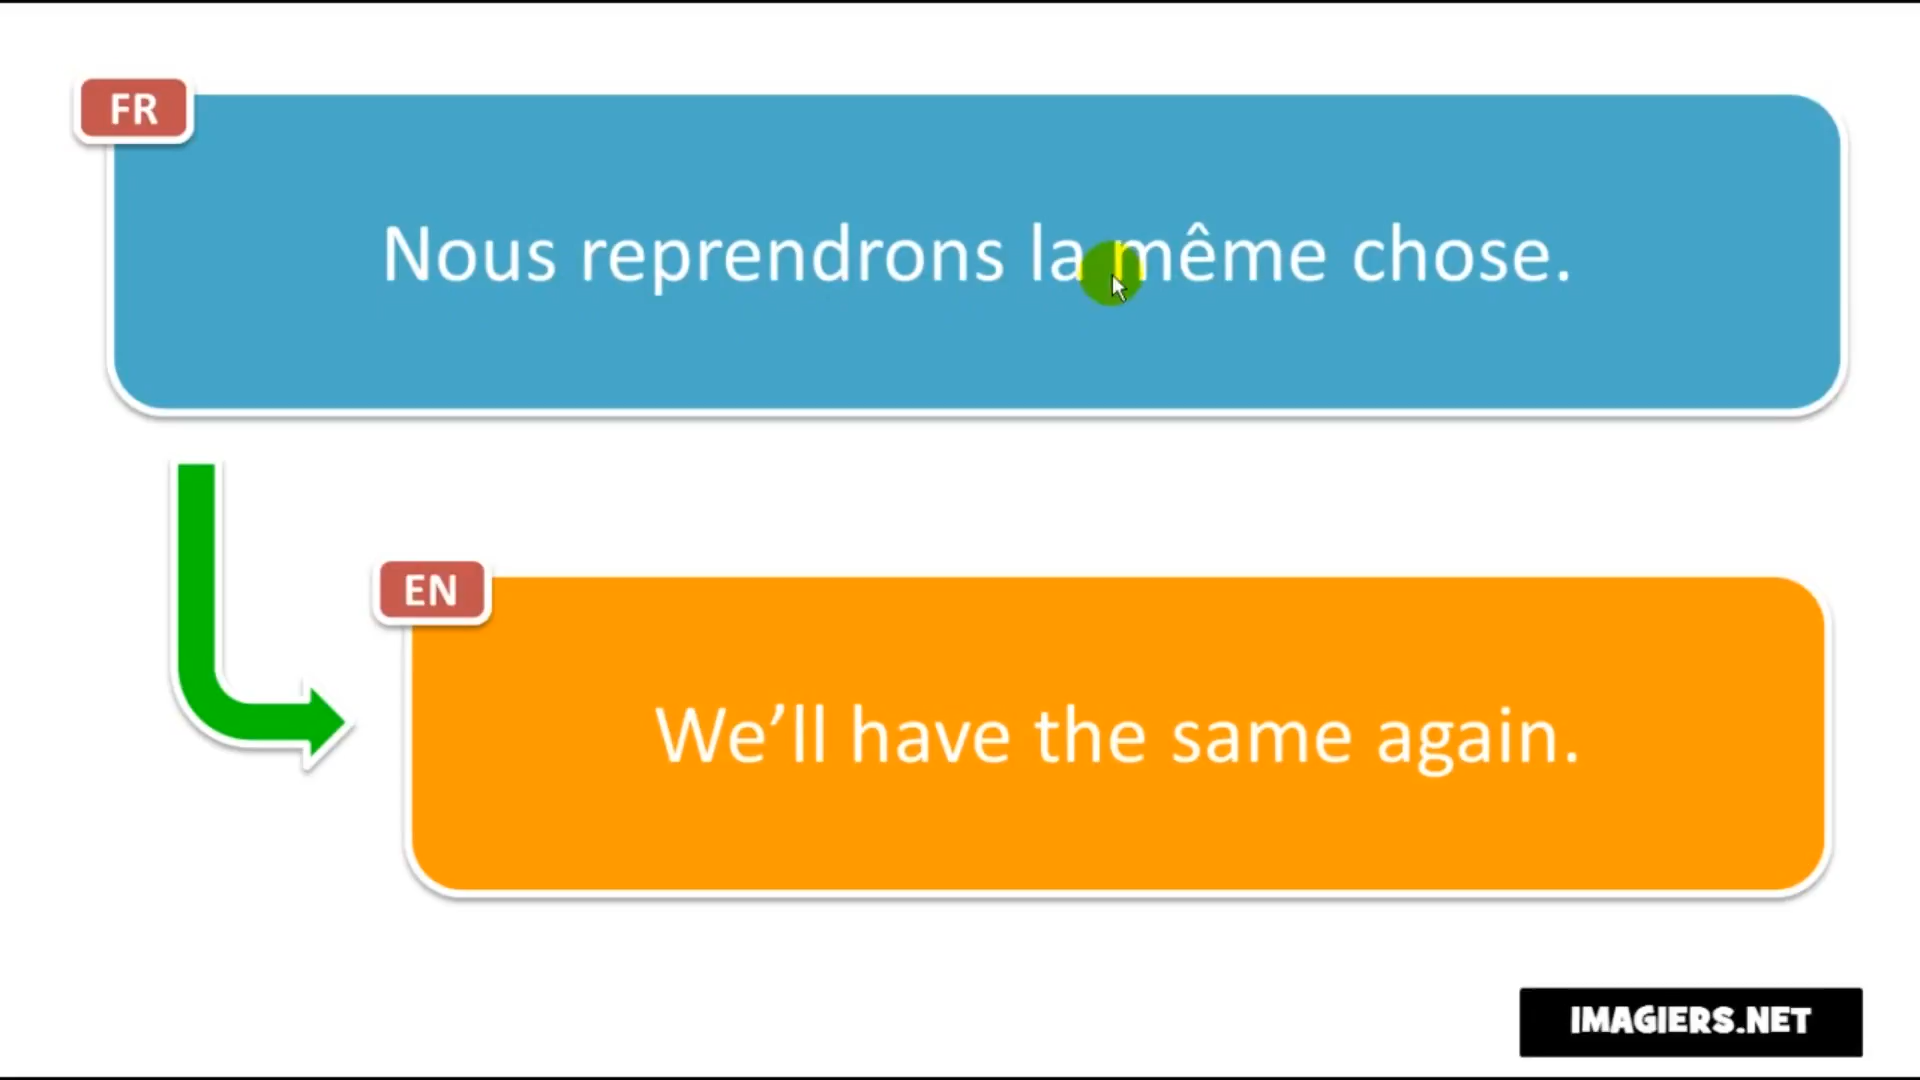 FR
Nous reprendrons la même chose.
EN
We’ll have the same again.
IMAGIERS.NET